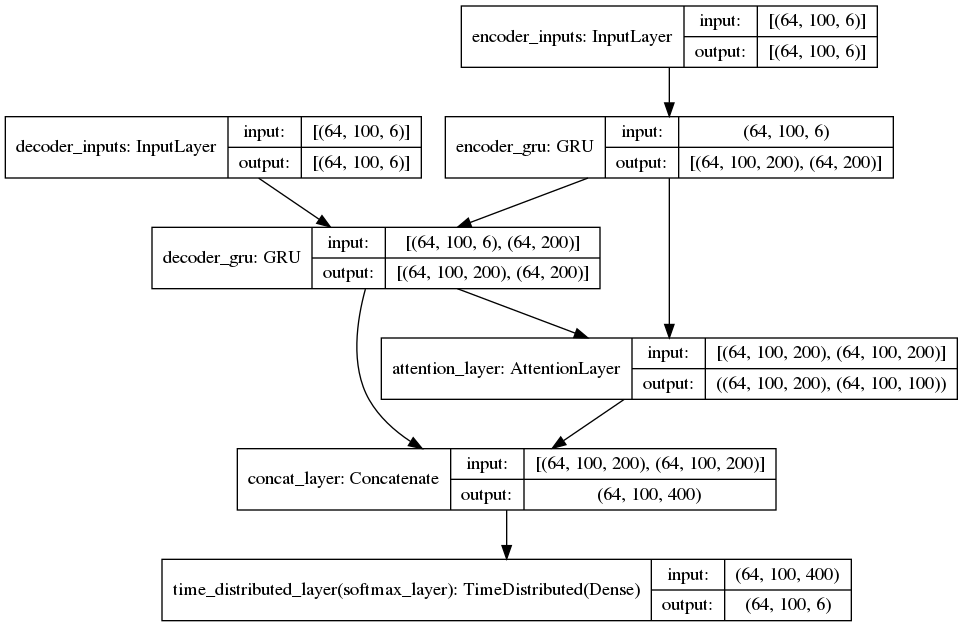 encoder_inputs: InputLayer
input:
[(64, 100, 6)]
output:
[(64, 100, 6)]
decoder_inputs: InputLayer
input:
[(64, 100, 6)]
output:
[(64, 100, 6)]
encoder_gru: GRU
input:
(64, 100, 6)
output:
[(64, 100, 200), (64, 200)]
decoder_gru: GRU
input:
[(64, 100, 6), (64, 200)]
output:
[(64, 100, 200), (64, 200)]
attention_layer: AttentionLayer
input:
[(64, 100, 200), (64, 100, 200)]
output:
((64, 100, 200), (64, 100, 100))
concat_layer: Concatenate
input:
[(64, 100, 200), (64, 100, 200)]
output:
(64, 100, 400)
time_distributed_layer(softmax_layer): TimeDistributed(Dense)
input:
(64, 100, 400)
output:
(64, 100, 6)